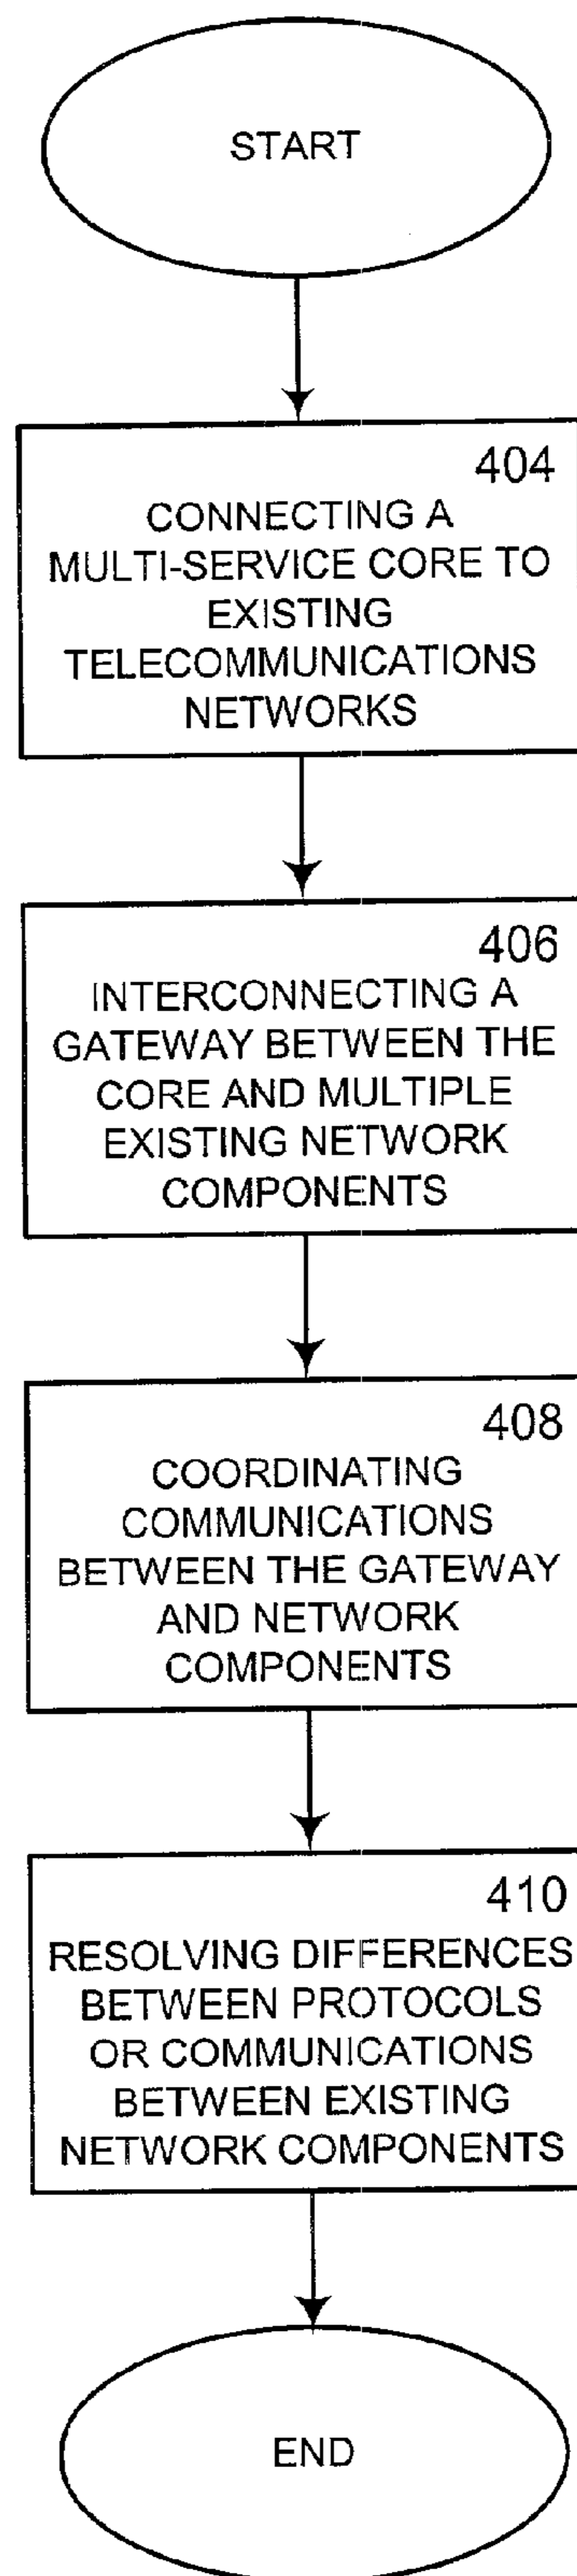 START
404
CONNECTING A
MULTI-SERVICE CORE TO
EXISTING
TELECOMMUNICATIONS
NETWORKS
406
INTERCONNECTING A
GATEWAY BETWEEN THE
CORE AND MULTIPLE
EXISTING NETWORK
COMPONENTS
408
COORDINATING
COMMUNICATIONS
BETWEEN THE GATEWAY
AND NETWORK
COMPONENTS
410
RESOLVING DIFFERENCES
BETWEEN PROTOCOLS
OR COMMUNICATIONS
BETWEEN EXISTING
NETWORK COMPONENTS
END